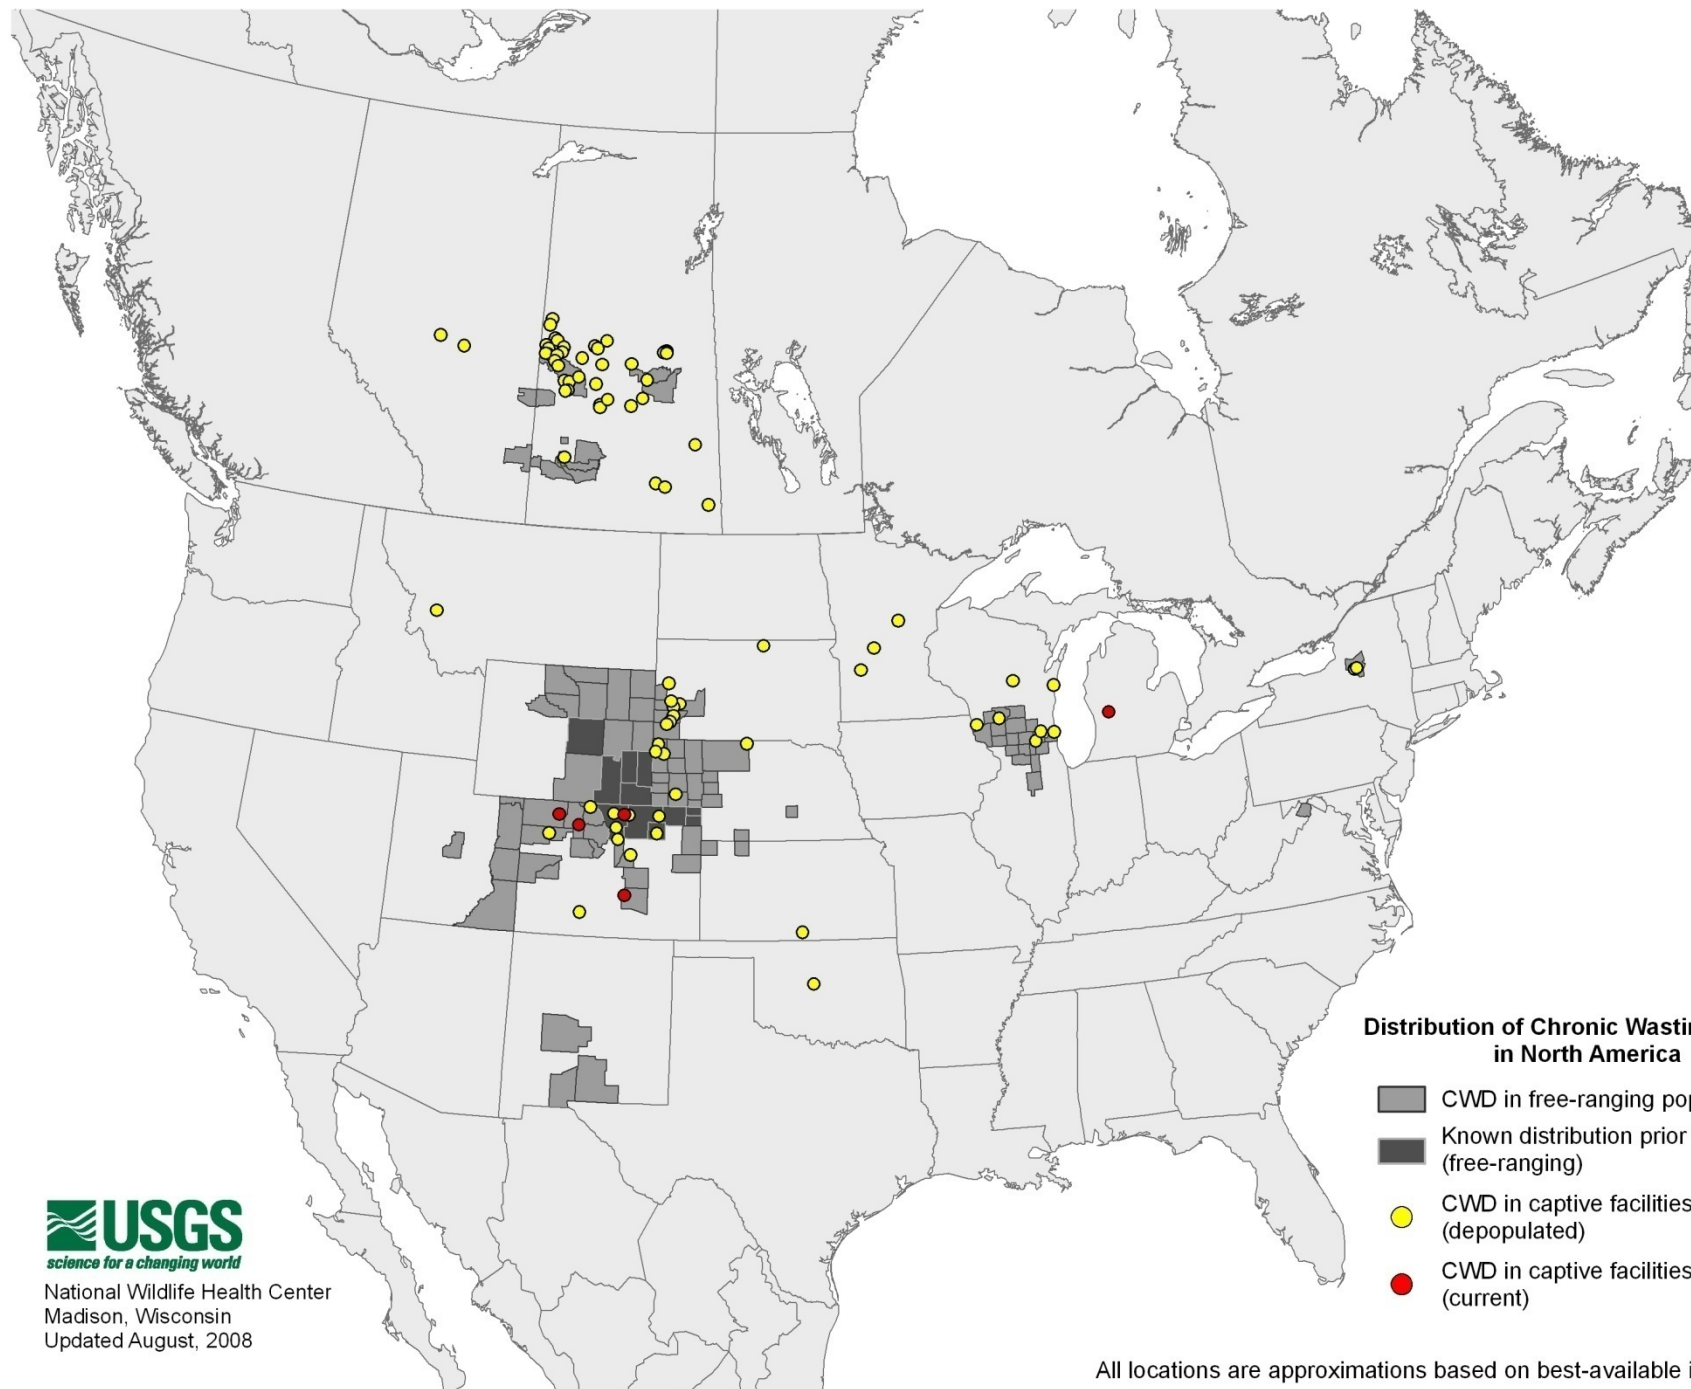 Distribution of Chronic
in North America
CWD in free-ranging
Known distribution prior
(free-ranging)
CWD in captive facilities
(depopulated)
CWD in captive facilities
(current)
USGS
science for a changing world
National Wildlife Health Center
Madison, Wisconsin
Updated August, 2008
All locations are approximations based on best-available